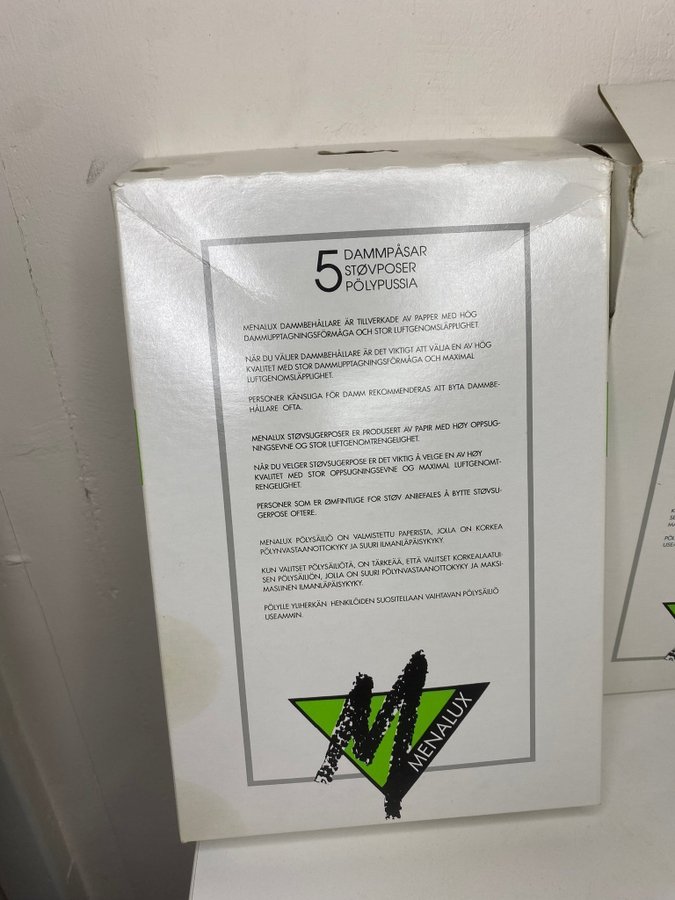 5
DAMMPÅSAR
STØVPOSER
PÖLYPUSSIA
MENALUX DAMMBEHÅLLARE ÄR TILLVERKADE AV PAPPER MED HÖG
DAMMUPPTAGNINGSFÖRMÅGA OCH STOR LUFTGENOMSLÄPPLIGHET.
NÄR DU VÄLJER DAMMBEHÅLLARE ÄR DET VIKTIGT ATT VÄLJA EN AV HÖG
KVALITET MED STOR DAMMUPPTAGNINGSFÖRMÅGA OCH MAXIMAL
LUFTGENOMSLÄPPLIGHET.
PERSONER KÄNSLIGA FÖR DAMM REKOMMENDERAS ATT BYTA DAMMBE-
HÅLLARE OFTA.
MENALUX STØVSUGERPOSER ER PRODUSERT AV PAPIR MED HØY OPPSUG-
NINGSEVNE OG STOR LUFTGENOMTRENGELIGHET.
NÅR DU VELGER STØVSUGERPOSE ER DET VIKTIG Å VELGE EN AV HØY
KVALITET MED STOR OPPSUGNINGSEVNE OG MAXIMAL LUFTGENOMT-
RENGELIGHET.
PERSONER SOM ER ØMFINTLIGE FOR STØV ANBEFALES Å BYTTE STØVSU-
GERPOSE OFTERE.
MENALUX PÖLYSÄILIÖ ON VALMISTETTU PAPERISTA, JOLLA ON KORKEA
PÖLYNVASTAANOTTOKYKY JA SUURI ILMANLÄPÄISYKYKY.
KUN VALITSET PÖLYSÄILIÖTÄ, ON TÄRKEÄÄ, ETTÄ VALITSET KORKEALAATUI-
SEN PÖLYSÄILIÖN, JOLLA ON SUURI PÖLYNVASTAANOTTOKYKY JA MAKSI-
MAALINEN ILMANLÄPÄISYKYKY.
PÖLYLLE YLIHERKÄN HENKILÖIDEN SUOSITELLAAN VAIHTAVAN PÖLYSÄILIÖ
USEAMMIN.
M
MENALUX